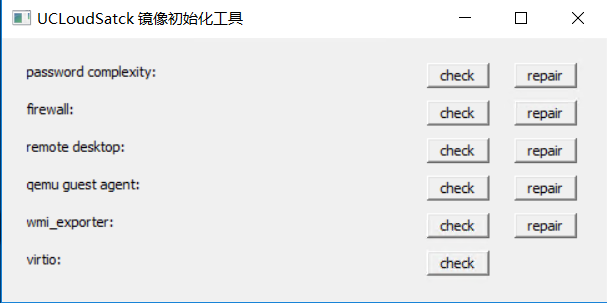 UCLoudSatck 镜像初始化工具
password complexity: check repair
firewall: check repair
remote desktop: check repair
qemu guest agent: check repair
wmi_exporter: check repair
virtio: check